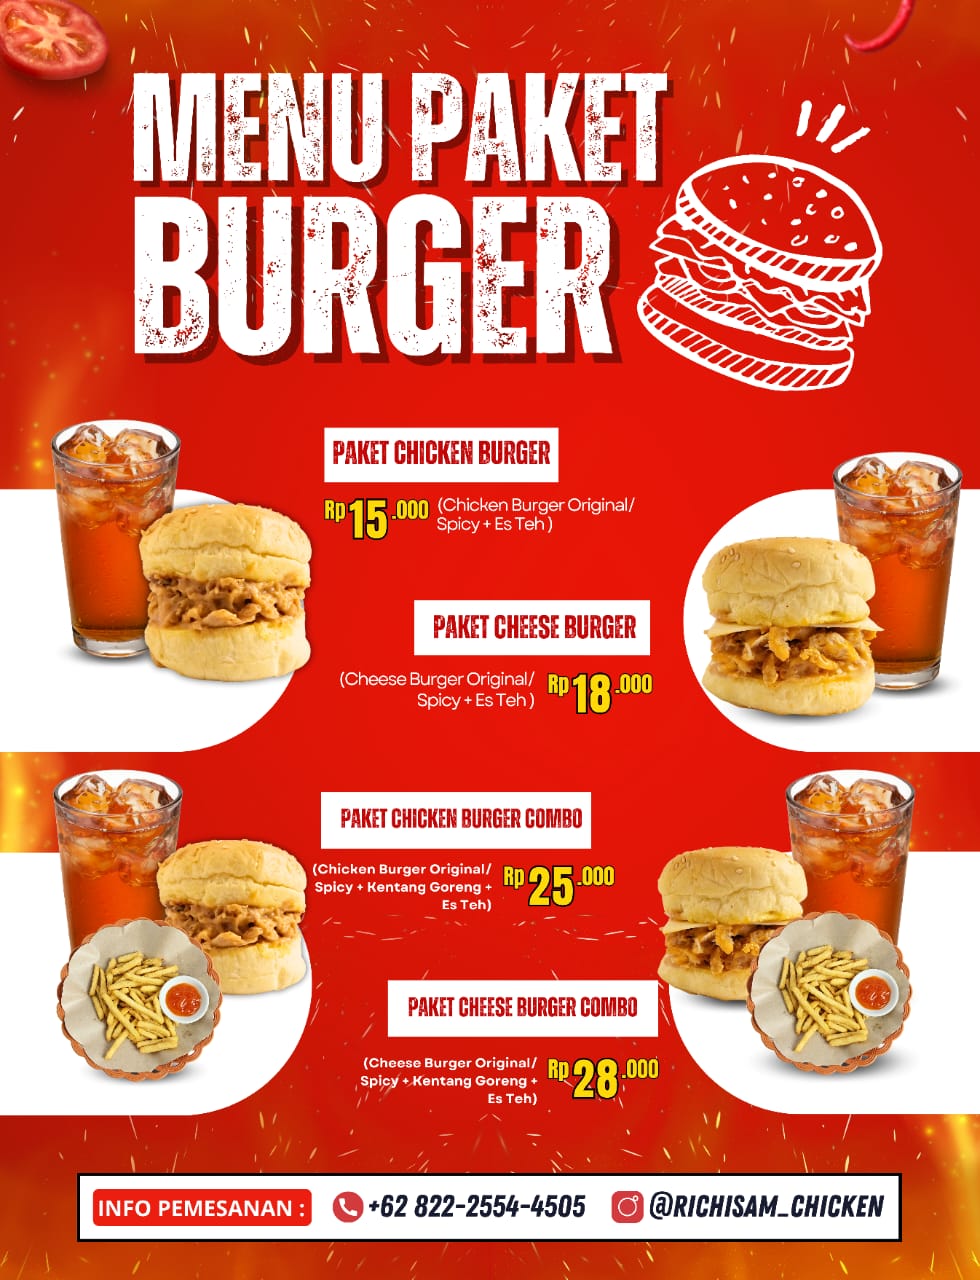 MENU PAKET
BURGER
PAKET CHICKEN BURGER
Rp15.000
(Chicken Burger Original/
Spicy + Es Teh )
PAKET CHEESE BURGER
(Cheese Burger Original/
Spicy + Es Teh )
Rp18.000
PAKET CHICKEN BURGER COMBO
(Chicken Burger Original/
Spicy + Kentang Goreng +
Es Teh)
Rp25.000
PAKET CHEESE BURGER COMBO
(Cheese Burger Original/
Spicy + Kentang Goreng +
Es Teh)
Rp28.000
INFO PEMESANAN : +62 822-2554-4505 @RICHISAM_CHICKEN